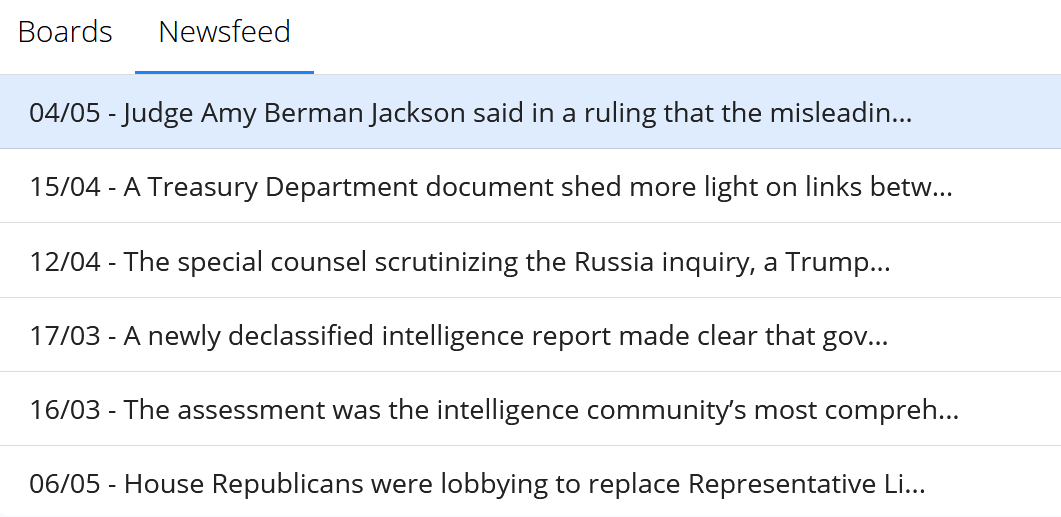 Boards Newsfeed
04/05 - Judge Amy Berman Jackson said in a ruling that the misleadin...
15/04 - A Treasury Department document shed more light on links betw...
12/04 - The special counsel scrutinizing the Russia inquiry, a Trump...
17/03 - A newly declassified intelligence report made clear that gov...
16/03 - The assessment was the intelligence community’s most compreh...
06/05 - House Republicans were lobbying to replace Representative Li...